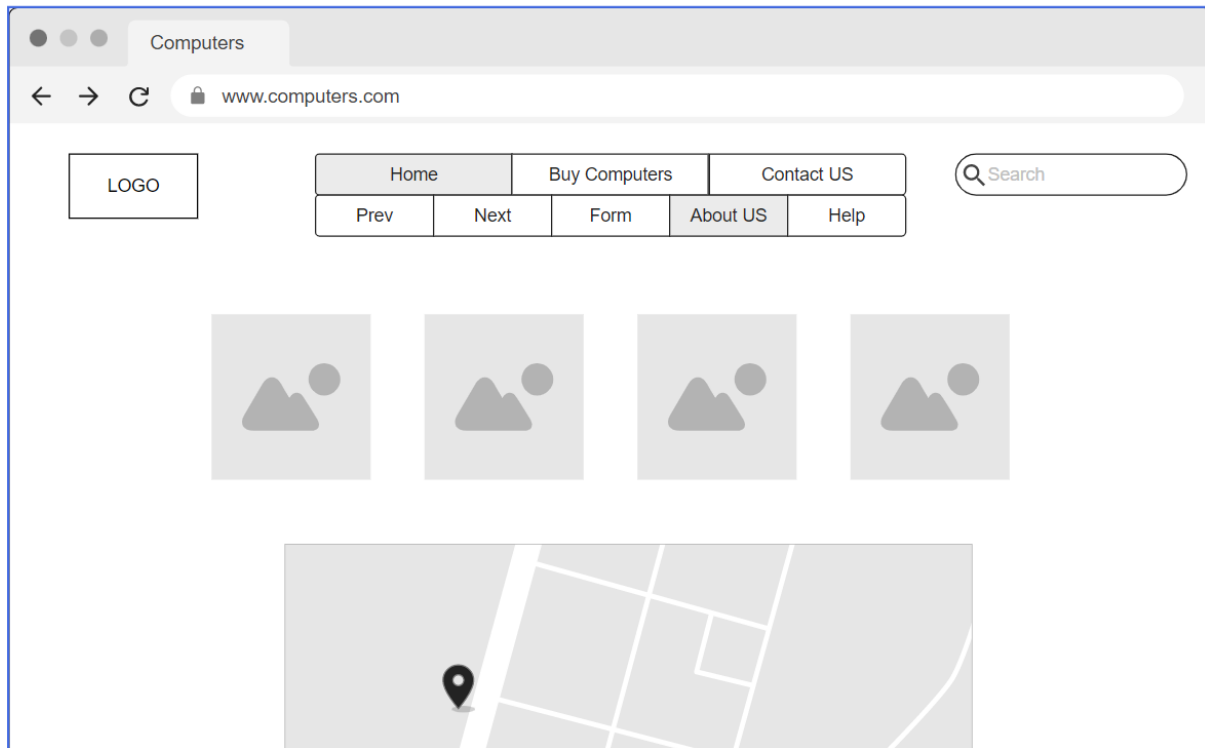 Computers
www.computers.com
LOGO
Home Buy Computers Contact US
Search
Prev Next Form About US Help